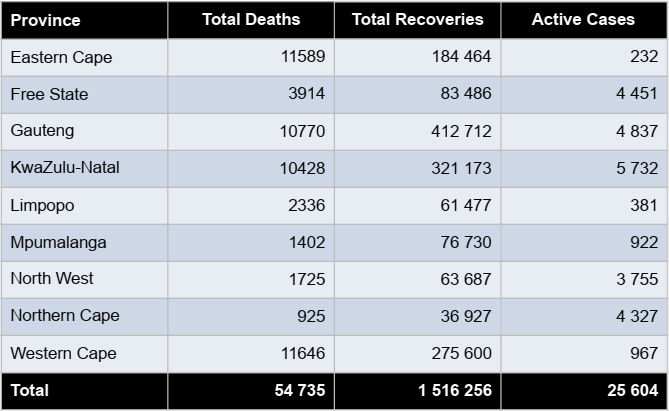 Province Total Deaths Total Recoveries Active Cases
Eastern Cape 11589 184 464 232
Free State 3914 83 486 4 451
Gauteng 10770 412 712 4 837
KwaZulu-Natal 10428 321 173 5 732
Limpopo 2336 61 477 381
Mpumalanga 1402 76 730 922
North West 1725 63 687 3 755
Northern Cape 925 36 927 4 327
Western Cape 11646 275 600 967
Total 54 735 1 516 256 25 604